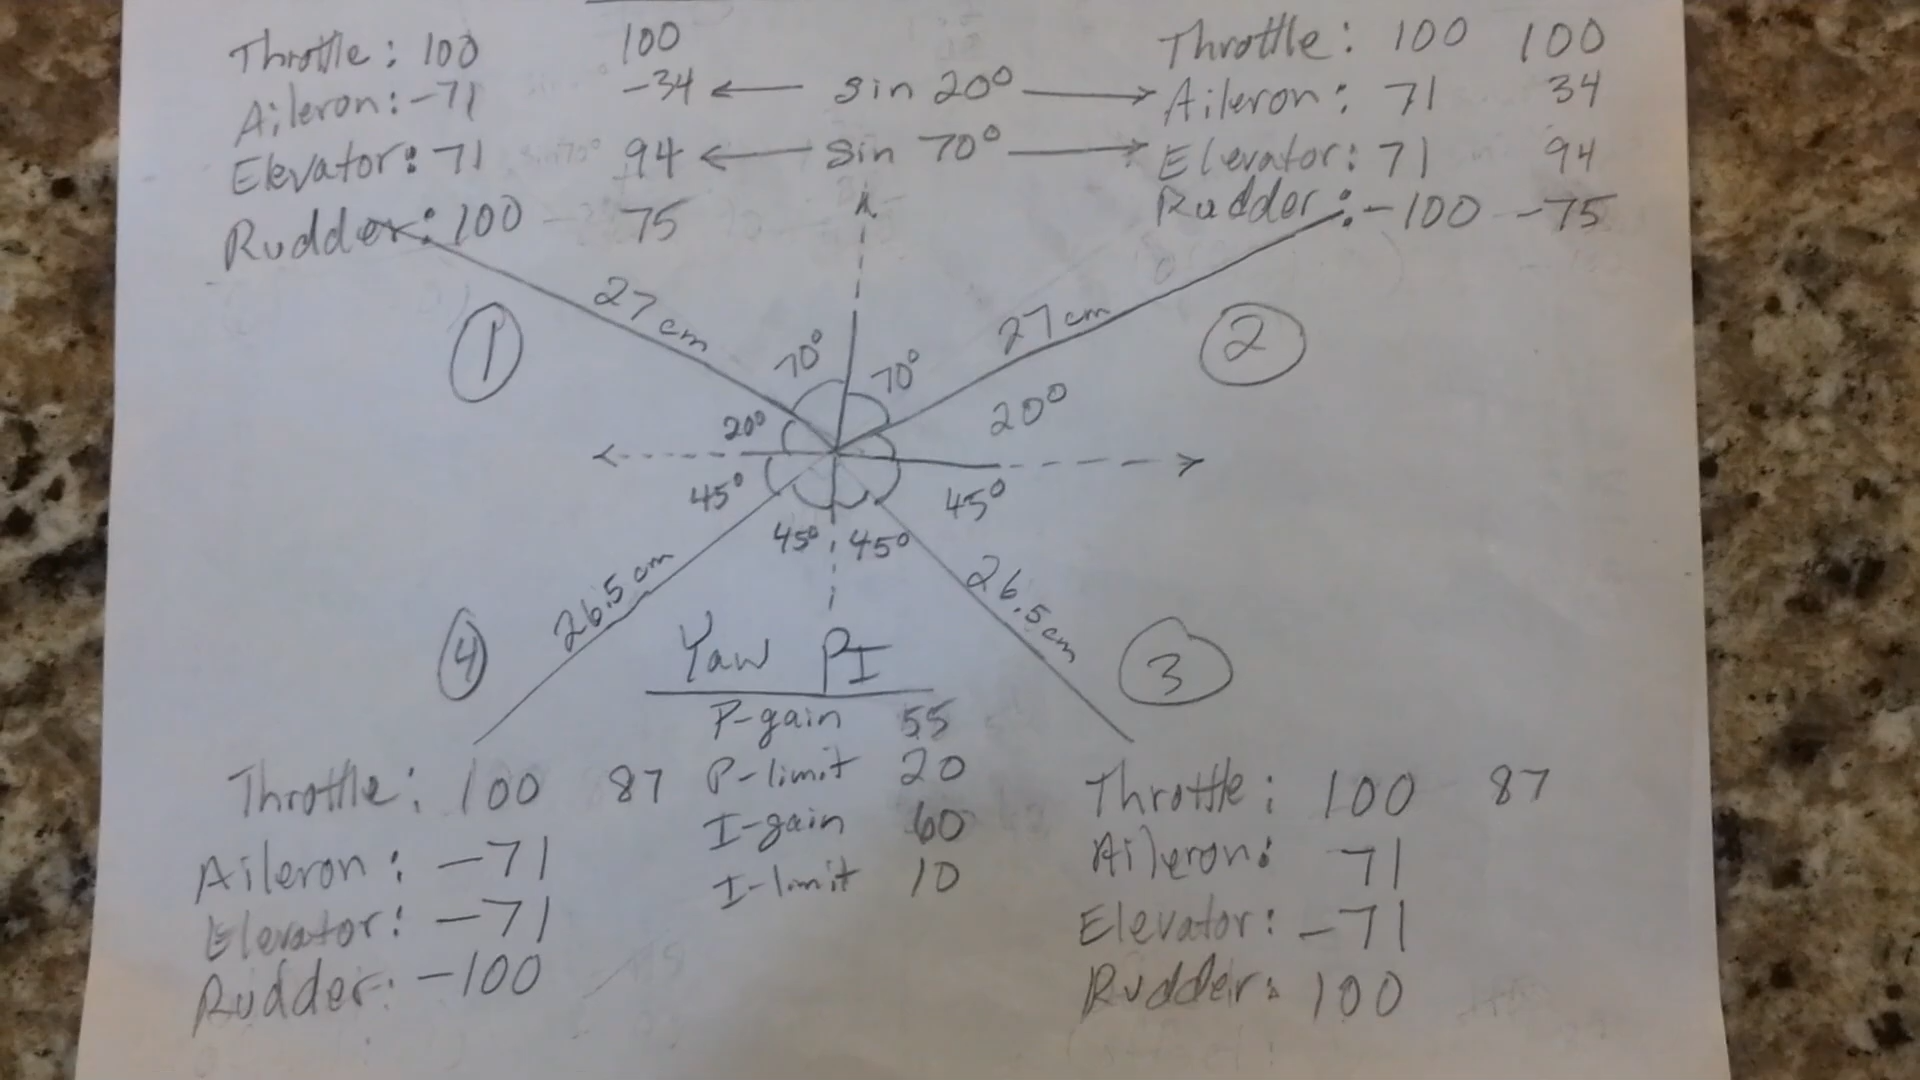 Throttle: 100 100
Aileron: -71 -34 ← sin 20° →
Elevator: 71 94 ← sin 70° →
Rudder: 100 75
Throttle: 100 100
Aileron: 71 34
Elevator: 71 94
Rudder: -100 -75
27 cm 27 cm
1 2
70° 70°
20° 20°
45° 45°
45° 45°
26.5 cm 26.5 cm
4 3
Yaw PI
P-gain 55
P-limit 20
I-gain 60
I-limit 10
Throttle: 100 87
Aileron: -71
Elevator: -71
Rudder: -100
Throttle: 100 87
Aileron: 71
Elevator: -71
Rudder: 100